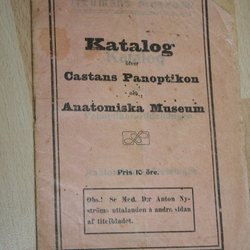 Katalog
öfver
Castans Panoptikon
och
Anatomiska Museum
Pris 10 öre.
Obs.! Se Med. D:r Anton Ny-
ströms uttalanden å andra sidan
af titelbladet.